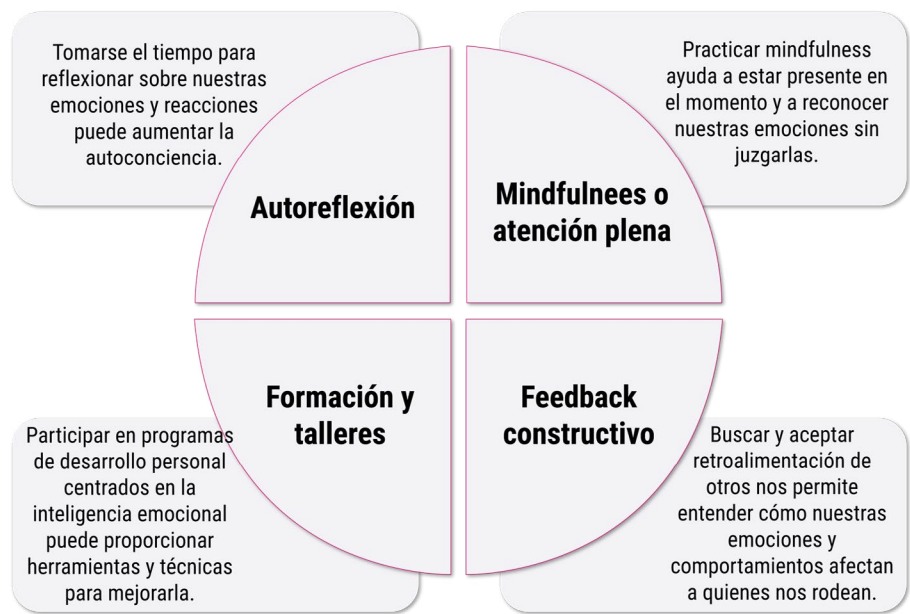 Tomarse el tiempo para
reflexionar sobre nuestras
emociones y reacciones
puede aumentar la
autoconciencia.
Practicar mindfulness
ayuda a estar presente en
el momento y a reconocer
nuestras emociones sin
juzgarlas.
Autoreflexión
Mindfulnees o
atención plena
Formación y
talleres
Feedback
constructivo
Participar en programas
de desarrollo personal
centrados en la
inteligencia emocional
puede proporcionar
herramientas y técnicas
para mejorarla.
Buscar y aceptar
retroalimentación de
otros nos permite
entender cómo nuestras
emociones y
comportamientos afectan
a quienes nos rodean.